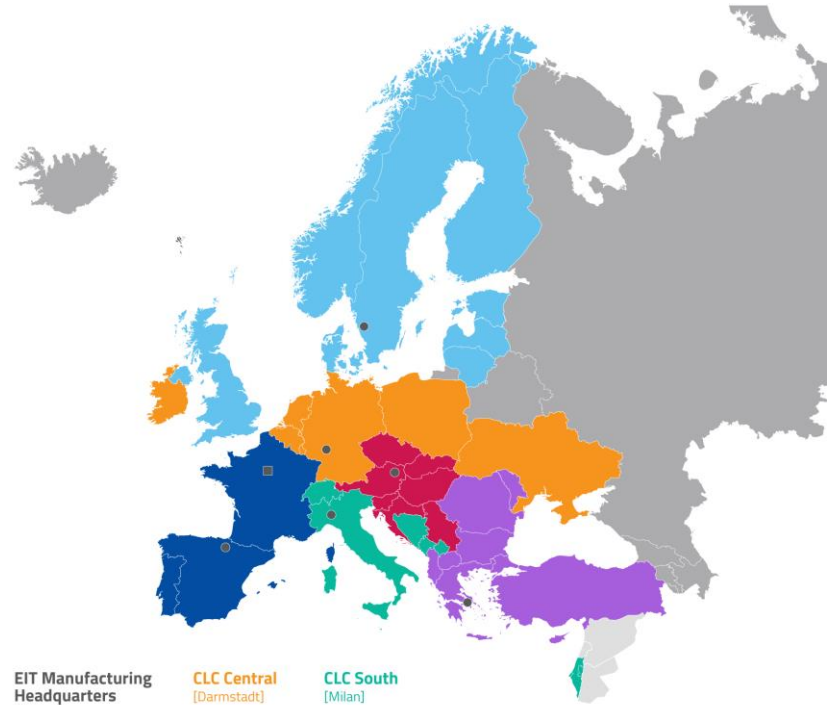 EIT Manufacturing
Headquarters
CLC Central
[Darmstadt]
CLC South
[Milan]